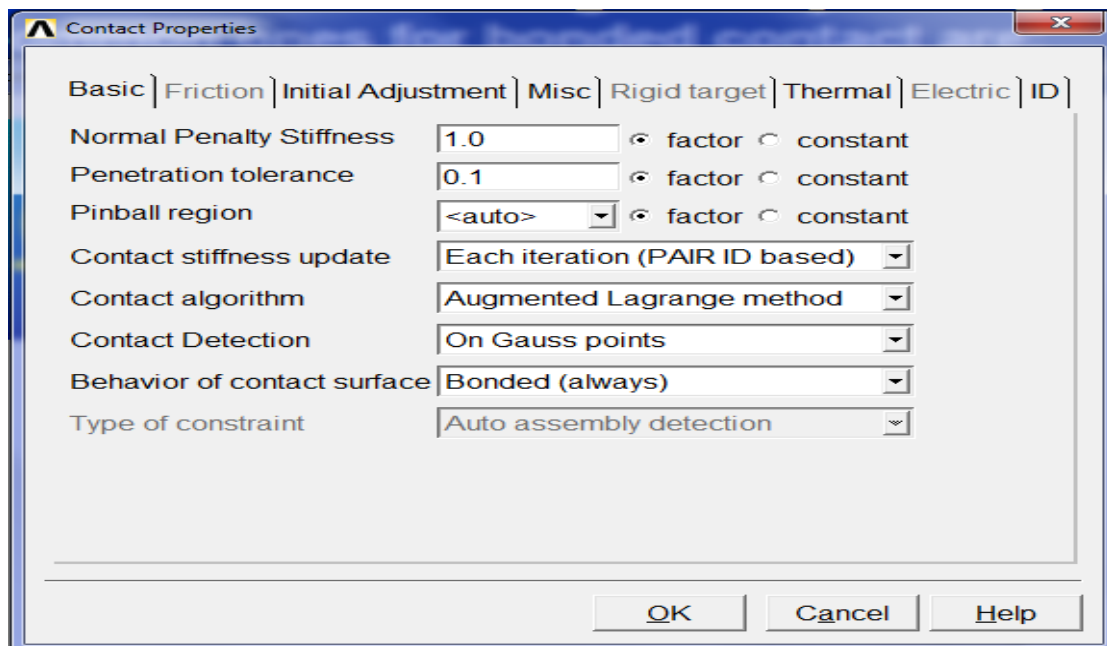 Contact Properties
Basic Friction Initial Adjustment Misc Rigid target Thermal Electric ID
Normal Penalty Stiffness 1.0 factor constant
Penetration tolerance 0.1 factor constant
Pinball region <auto> factor constant
Contact stiffness update Each iteration (PAIR ID based)
Contact algorithm Augmented Lagrange method
Contact Detection On Gauss points
Behavior of contact surface Bonded (always)
Type of constraint Auto assembly detection
OK Cancel Help